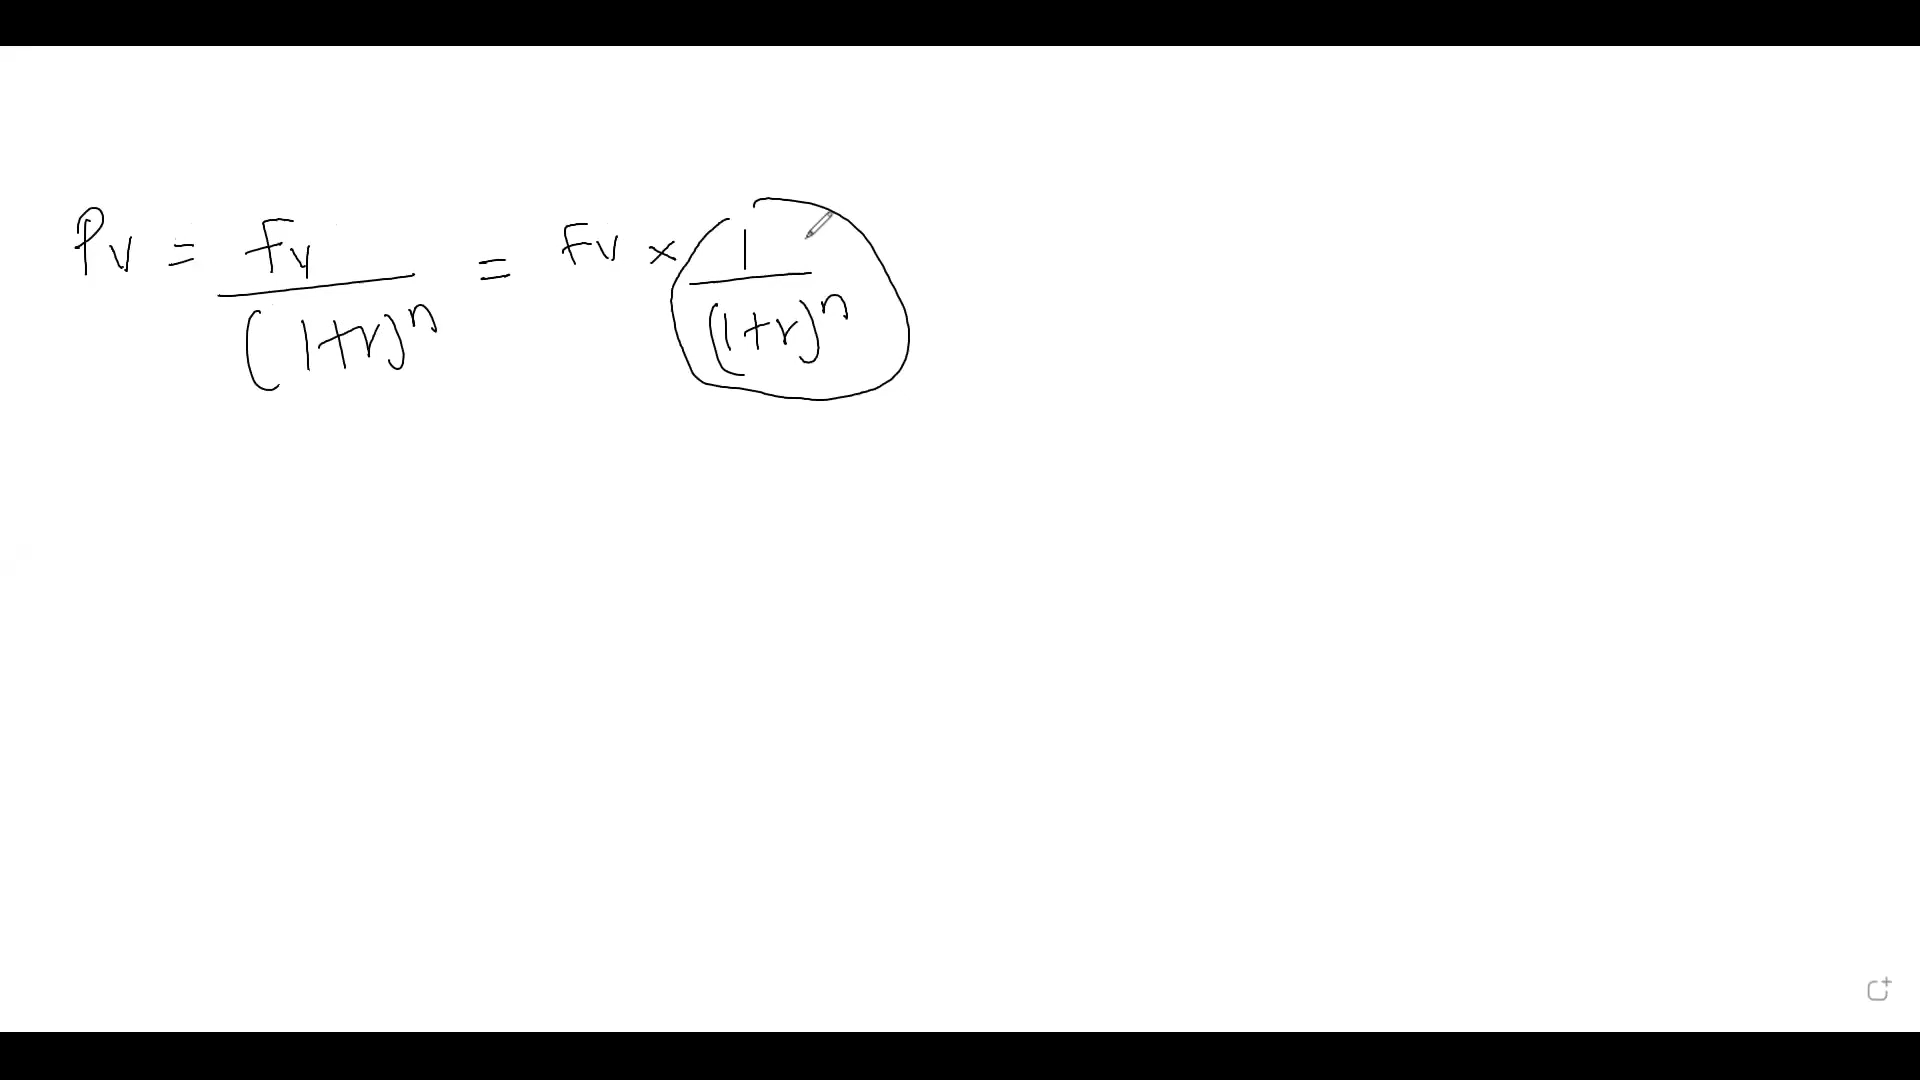 PV = FV/(1+r)^n = FV × 1/(1+r)^n